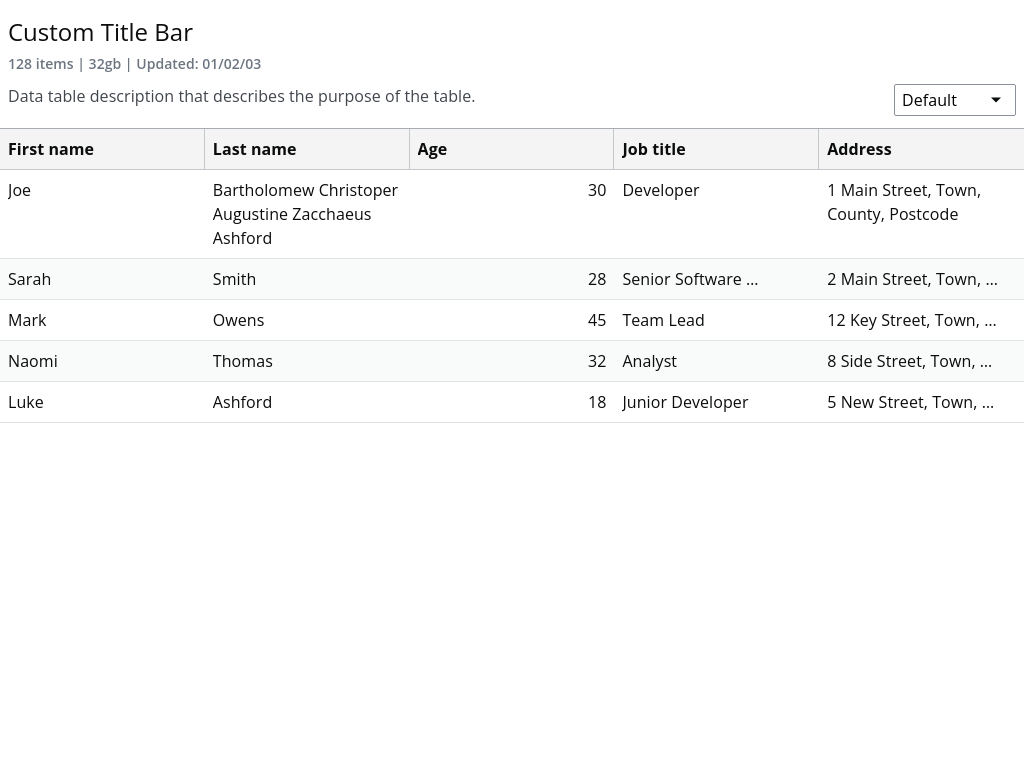 Custom Title Bar
128 items | 32gb | Updated: 01/02/03
Data table description that describes the purpose of the table.
Default
First name Last name Age Job title Address
Joe Bartholomew Christoper 30 Developer 1 Main Street, Town,
Augustine Zacchaeus County, Postcode
Ashford
Sarah Smith 28 Senior Software ... 2 Main Street, Town, ...
Mark Owens 45 Team Lead 12 Key Street, Town, ...
Naomi Thomas 32 Analyst 8 Side Street, Town, ...
Luke Ashford 18 Junior Developer 5 New Street, Town, ...